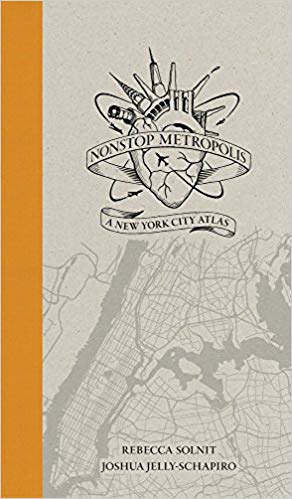 NONSTOP METROPOLIS
A NEW YORK CITY ATLAS
REBECCA SOLNIT
JOSHUA JELLY-SCHAPIRO